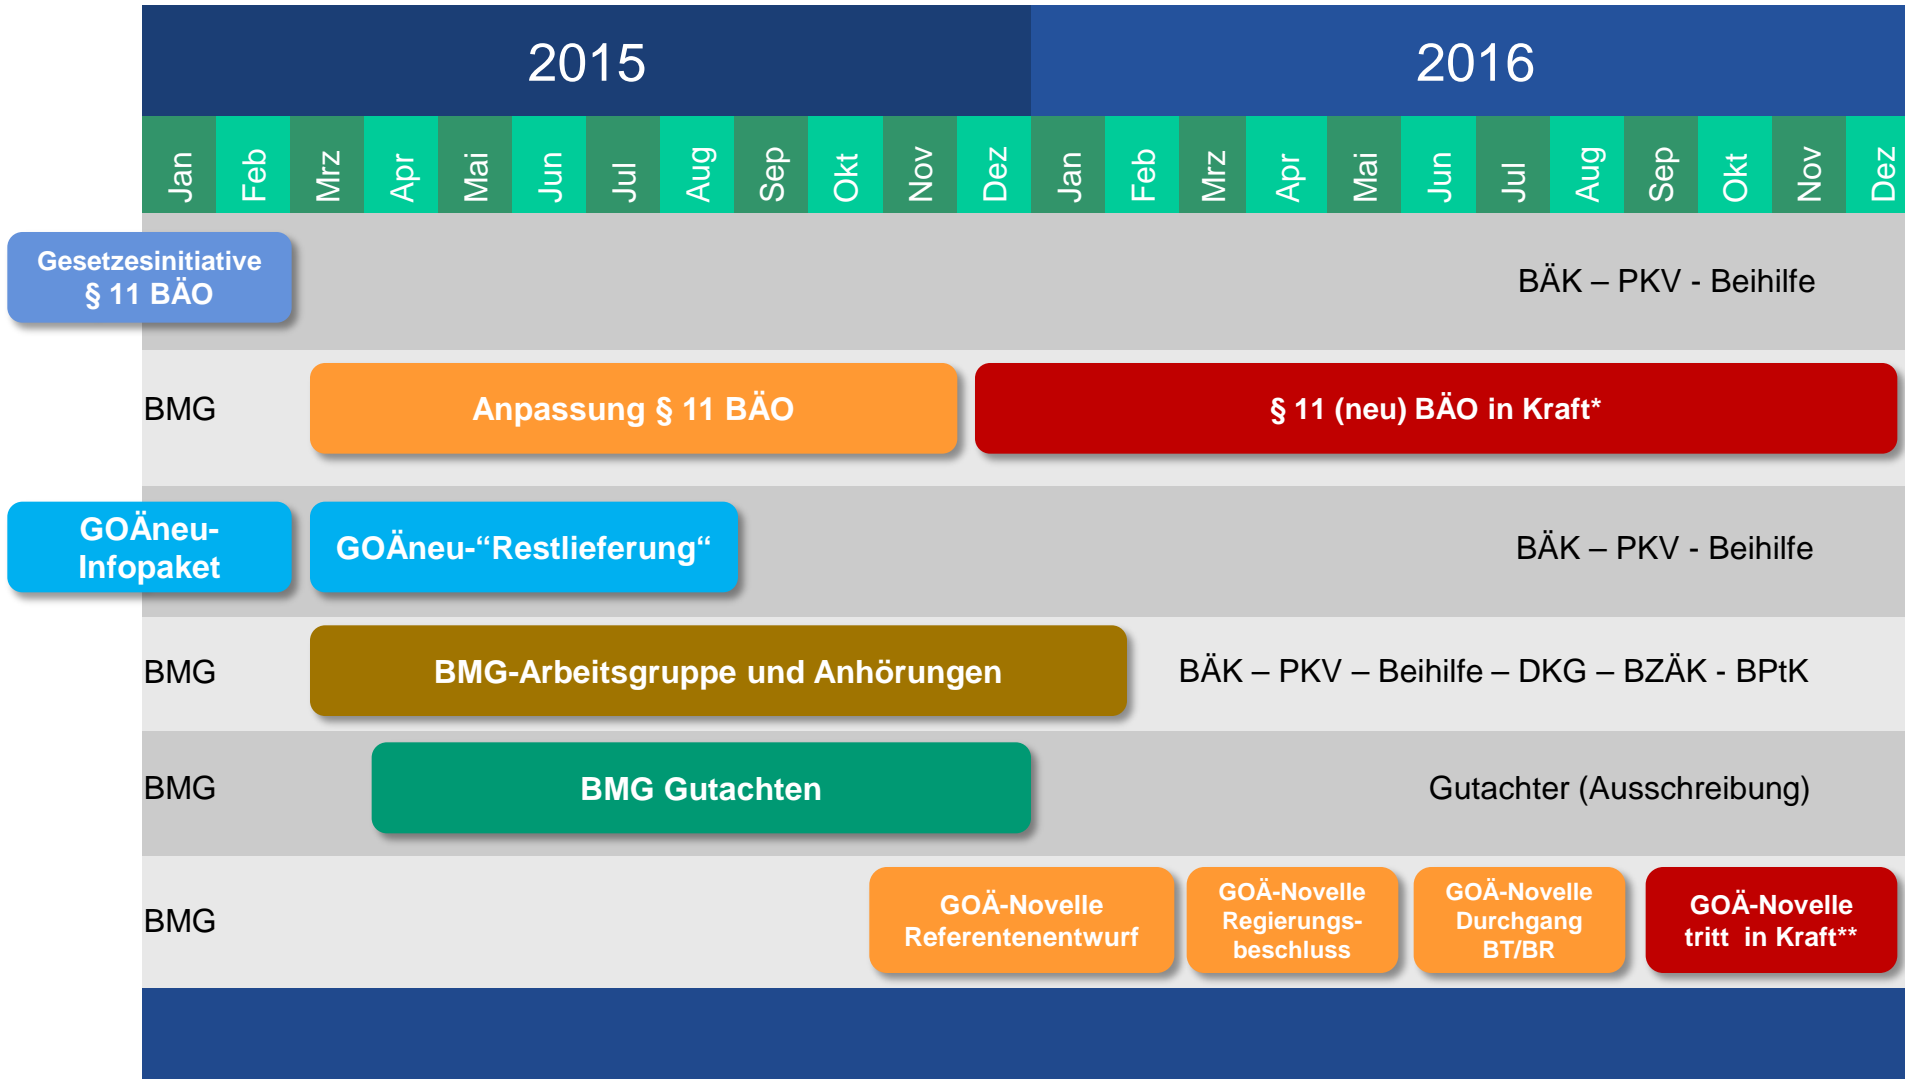 2015 2016
Jan Feb Mrz Apr Mai Jun Jul Aug Sep Okt Nov Dez Jan Feb Mrz Apr Mai Jun Jul Aug Sep Okt Nov Dez
Gesetzesinitiative
§ 11 BÄO
BÄK – PKV - Beihilfe
BMG
Anpassung § 11 BÄO
§ 11 (neu) BÄO in Kraft*
GOÄneu-
Infopaket
GOÄneu-“Restlieferung“
BÄK – PKV - Beihilfe
BMG
BMG-Arbeitsgruppe und Anhörungen
BÄK – PKV – Beihilfe – DKG – BZÄK - BPtK
BMG
BMG Gutachten
Gutachter (Ausschreibung)
BMG
GOÄ-Novelle
Referentenentwurf
GOÄ-Novelle
Regierungs-
beschluss
GOÄ-Novelle
Durchgang
BT/BR
GOÄ-Novelle
tritt in Kraft**